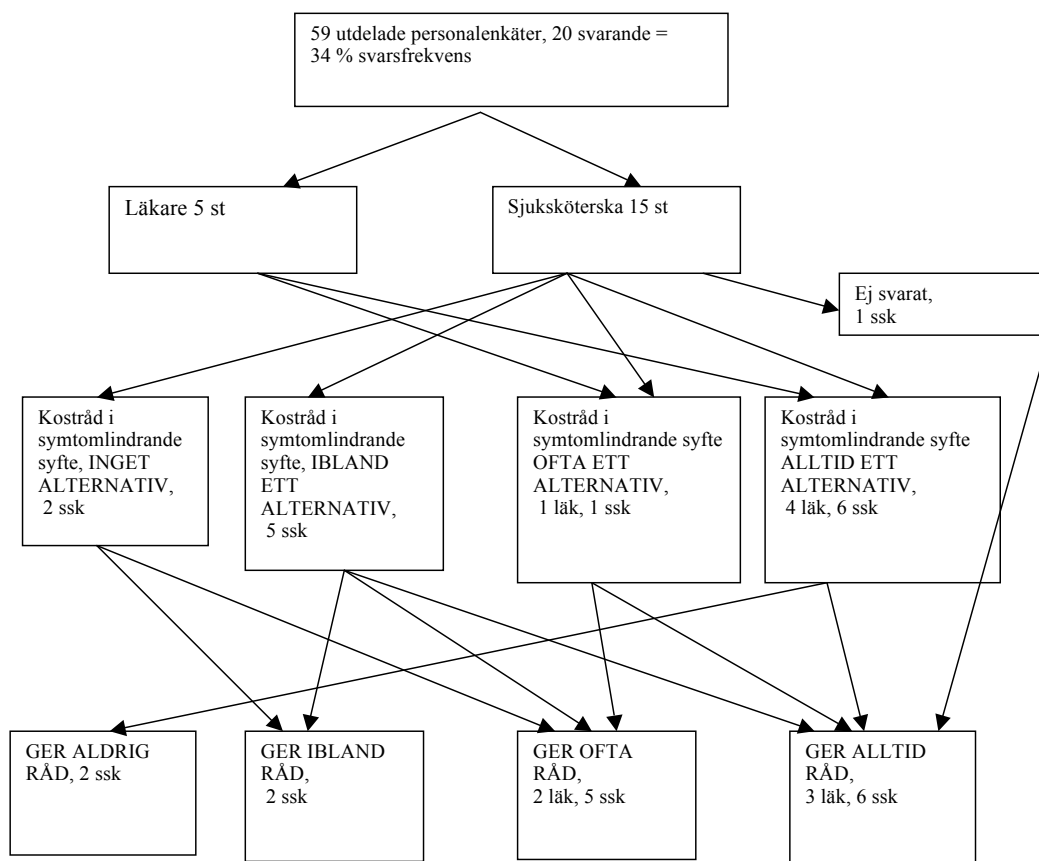 59 utdelade personalenkäter, 20 svarande =
34 % svarsfrekvens
Läkare 5 st
Sjuksköterska 15 st
Ej svarat,
1 ssk
Kostråd i
symtomlindrande
syfte, INGET
ALTERNATIV,
2 ssk
Kostråd i
symtomlindrande
syfte, IBLAND
ETT
ALTERNATIV,
5 ssk
Kostråd i
symtomlindrande syfte
OFTA ETT
ALTERNATIV,
1 läk, 1 ssk
Kostråd i
symtomlindrande syfte
ALLTID ETT
ALTERNATIV,
4 läk, 6 ssk
GER ALDRIG
RÅD, 2 ssk
GER IBLAND
RÅD,
2 ssk
GER OFTA
RÅD,
2 läk, 5 ssk
GER ALLTID
RÅD,
3 läk, 6 ssk